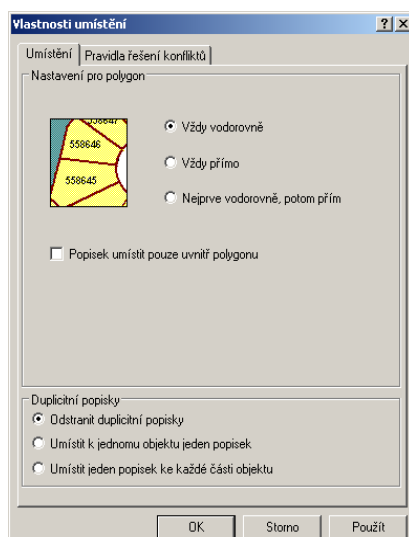 Vlastnosti umístění
Umístění
Pravidla řešení konfliktů
Nastavení pro polygon
558647
558646
558645
Vždy vodorovně
Vždy přímo
Nejprve vodorovně, potom přím
Popisek umístit pouze uvnitř polygonu
Duplicitní popisky
Odstranit duplicitní popisky
Umístit k jednomu objektu jeden popisek
Umístit jeden popisek ke každé části objektu
OK
Storno
Použít